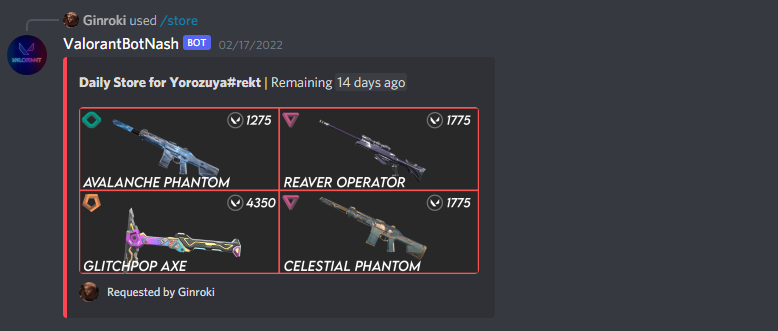 Ginroki used /store
ValorantBotNash BOT 02/17/2022
VALORANT
Daily Store for Yorozuya#rekt | Remaining 14 days ago
1275
AVALANCHE PHANTOM
1775
REAVER OPERATOR
4350
GLITCHPOP AXE
1775
CELESTIAL PHANTOM
Requested by Ginroki